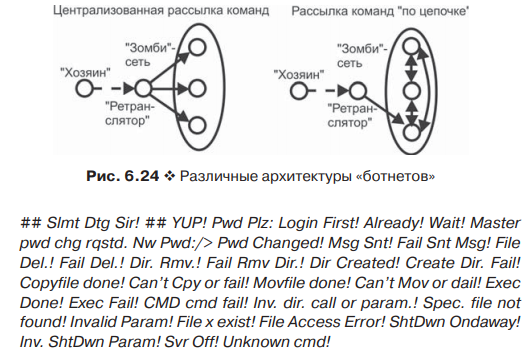 Централизованная рассылка команд
Рассылка команд "по цепочке"
"Зомби"-
сеть
"Хозяин"
"Ретран-
слятор"
"Зомби"-
сеть
"Хозяин"
"Ретран-
слятор"
Рис. 6.24 ❖ Различные архитектуры «ботнетов»
## Slmt Dtg Sir! ## YUP! Pwd Plz: Login First! Already! Wait! Master
pwd chg rqstd. Nw Pwd:/> Pwd Changed! Msg Snt! Fail Snt Msg! File
Del.! Fail Del.! Dir. Rmv.! Fail Rmv Dir.! Dir Created! Create Dir. Fail!
Copyfile done! Can’t Cpy or fail! Movfile done! Can’t Mov or dail! Exec
Done! Exec Fail! CMD cmd fail! Inv. dir. call or param.! Spec. file not
found! Invalid Param! File x exist! File Access Error! ShtDwn Ondaway!
Inv. ShtDwn Param! Svr Off! Unknown cmd!